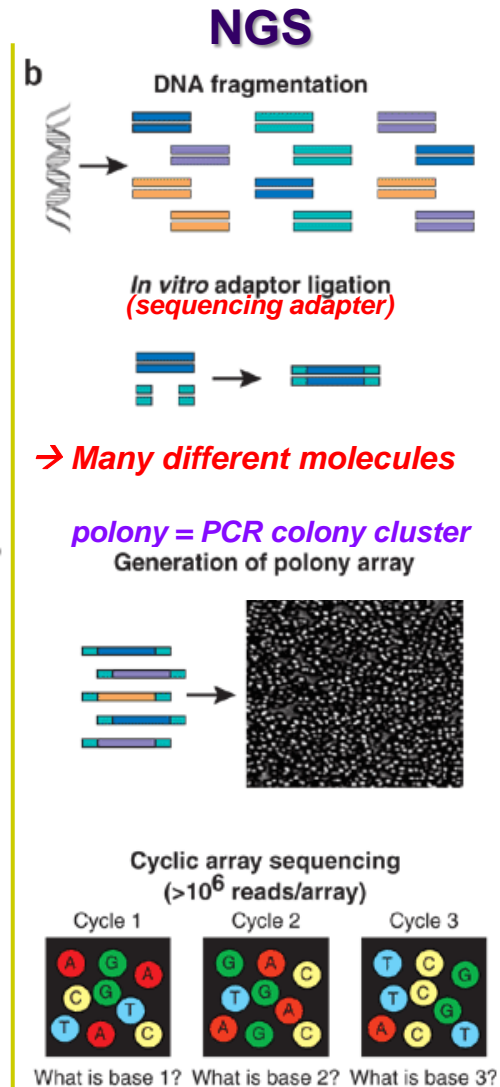 NGS
b
DNA fragmentation
In vitro adaptor ligation
(sequencing adapter)
→ Many different molecules
polony = PCR colony cluster
Generation of polony array
Cyclic array sequencing
(>10⁶ reads/array)
Cycle 1 Cycle 2 Cycle 3
A G A G A C T C G
C G T T G A C C G
T A C A G C A C T
What is base 1? What is base 2? What is base 3?